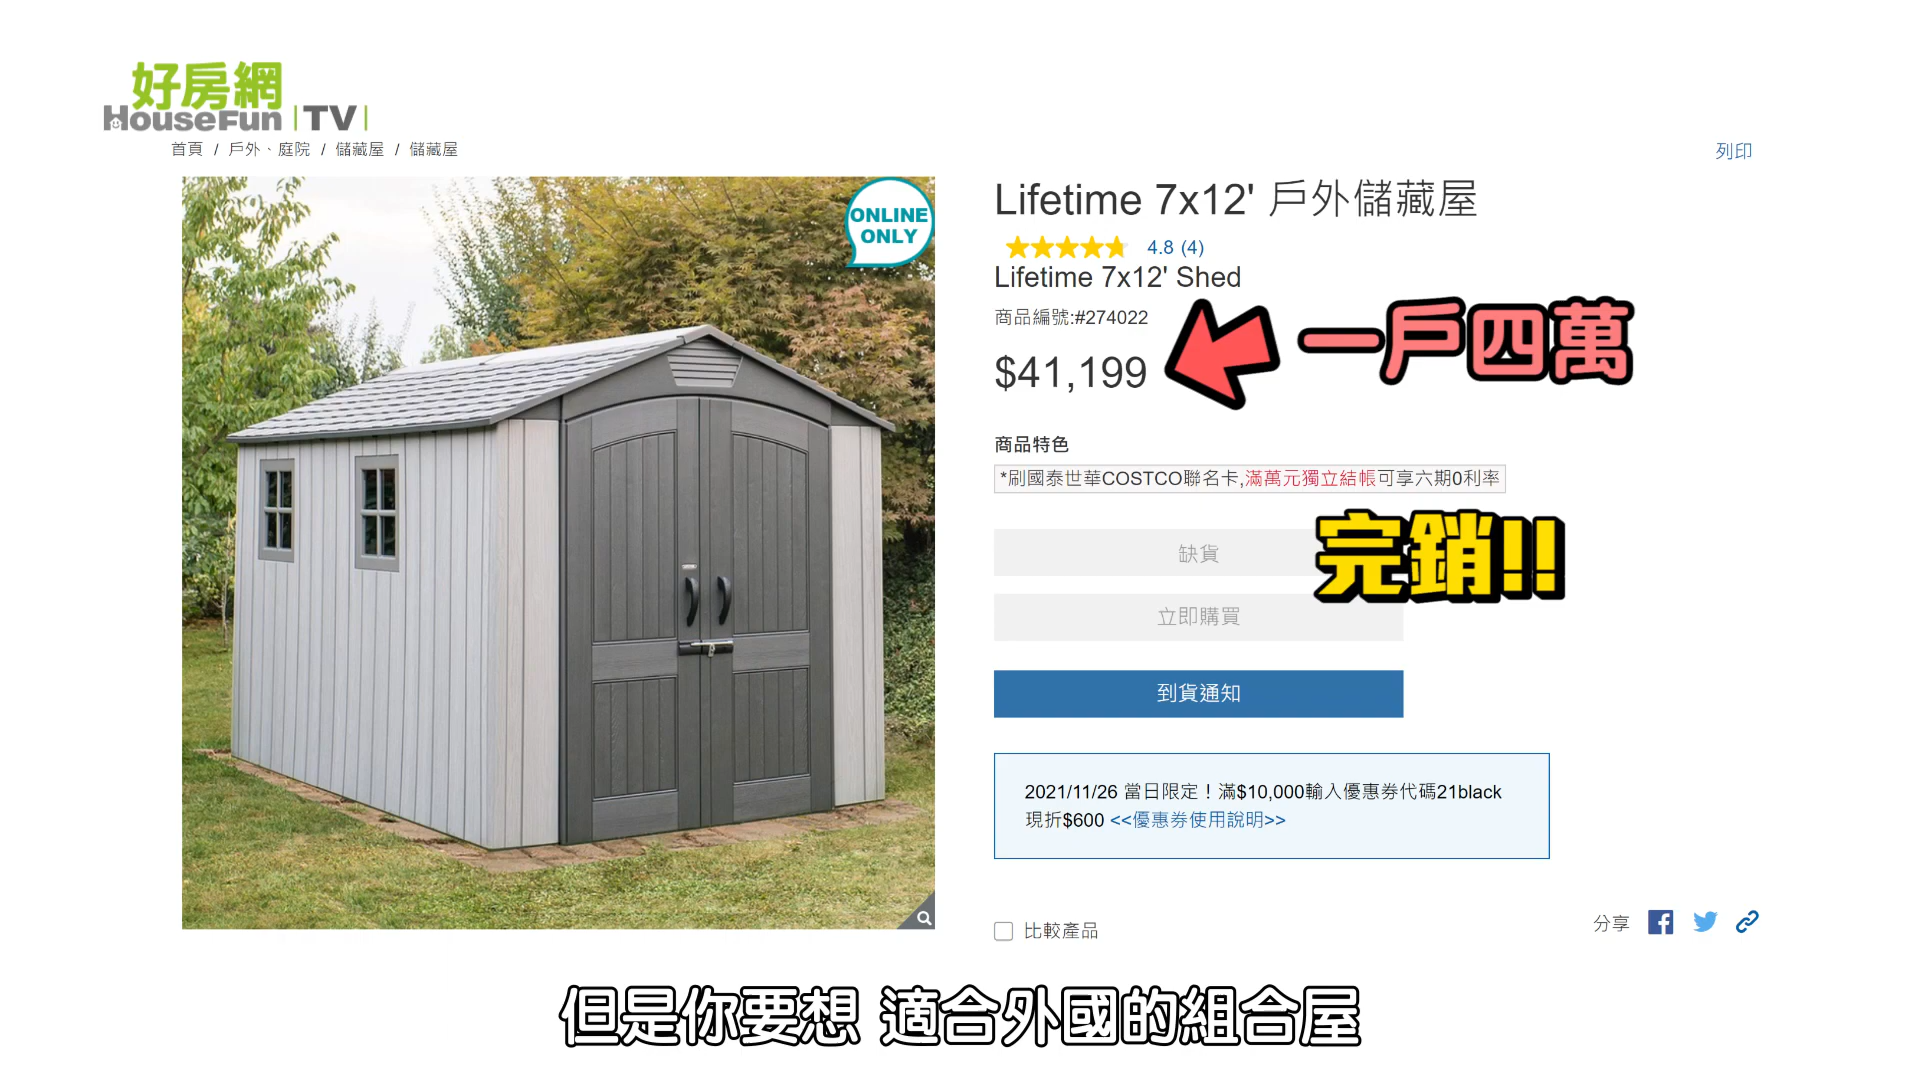 好房網
HouseFun|TV|
首頁 / 戶外、庭院 / 儲藏屋 / 儲藏屋
列印
ONLINE
ONLY
Lifetime 7x12' 戶外儲藏屋
4.8 (4)
Lifetime 7x12' Shed
商品編號:#274022
$41,199
一戶四萬
商品特色
*刷國泰世華COSTCO聯名卡,滿萬元獨立結帳可享六期0利率
缺貨
完銷!!
立即購買
到貨通知
2021/11/26 當日限定！滿$10,000輸入優惠券代碼21black
現折$600 <<優惠券使用說明>>
比較產品
分享
但是你要想 適合外國的組合屋